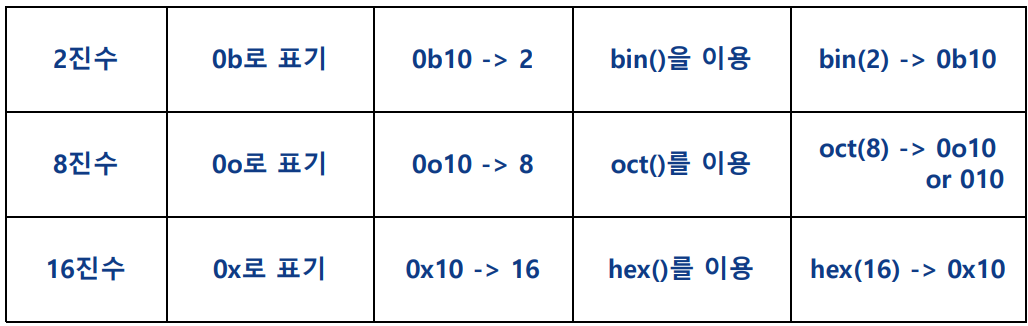 2진수 0b로 표기 0b10 -> 2 bin()을 이용 bin(2) -> 0b10
8진수 0o로 표기 0o10 -> 8 oct()를 이용 oct(8) -> 0o10
or 010
16진수 0x로 표기 0x10 -> 16 hex()를 이용 hex(16) -> 0x10